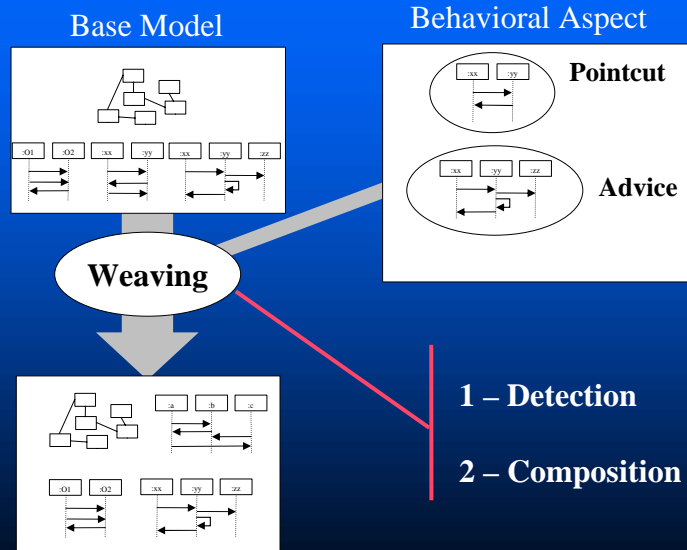 Base Model
Behavioral Aspect
:O1 :O2 :xx :yy :xx :yy :zz
:xx :yy
Pointcut
:xx :yy :zz
Advice
Weaving
:a :b :c
:O1 :O2 :xx :yy :zz
1 – Detection
2 – Composition